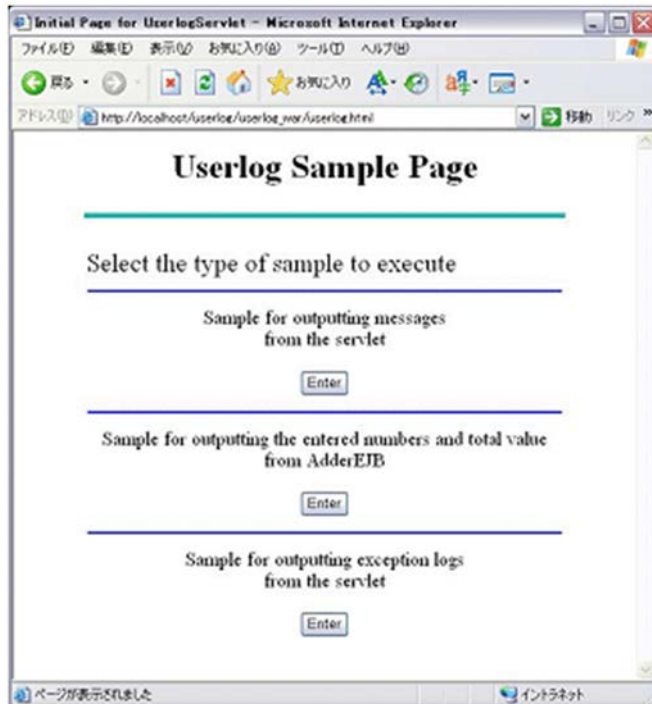 Initial Page for UserlogServlet - Microsoft Internet Explorer
ファイル(F) 編集(E) 表示(V) お気に入り(A) ツール(T) ヘルプ(H)
戻る お気に入り
アドレス(D) http://localhost/userlog/userlog_war/userlog.html 移動 リンク »
Userlog Sample Page
Select the type of sample to execute
Sample for outputting messages
from the servlet
Enter
Sample for outputting the entered numbers and total value
from AdderEJB
Enter
Sample for outputting exception logs
from the servlet
Enter
ページが表示されました イントラネット